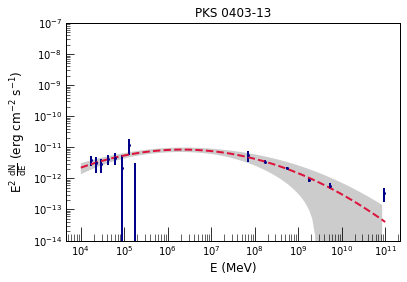 PKS 0403-13
E² dN/dE (erg cm⁻² s⁻¹)
10⁻⁷
10⁻⁸
10⁻⁹
10⁻¹⁰
10⁻¹¹
10⁻¹²
10⁻¹³
10⁻¹⁴
10⁴ 10⁵ 10⁶ 10⁷ 10⁸ 10⁹ 10¹⁰ 10¹¹
E (MeV)